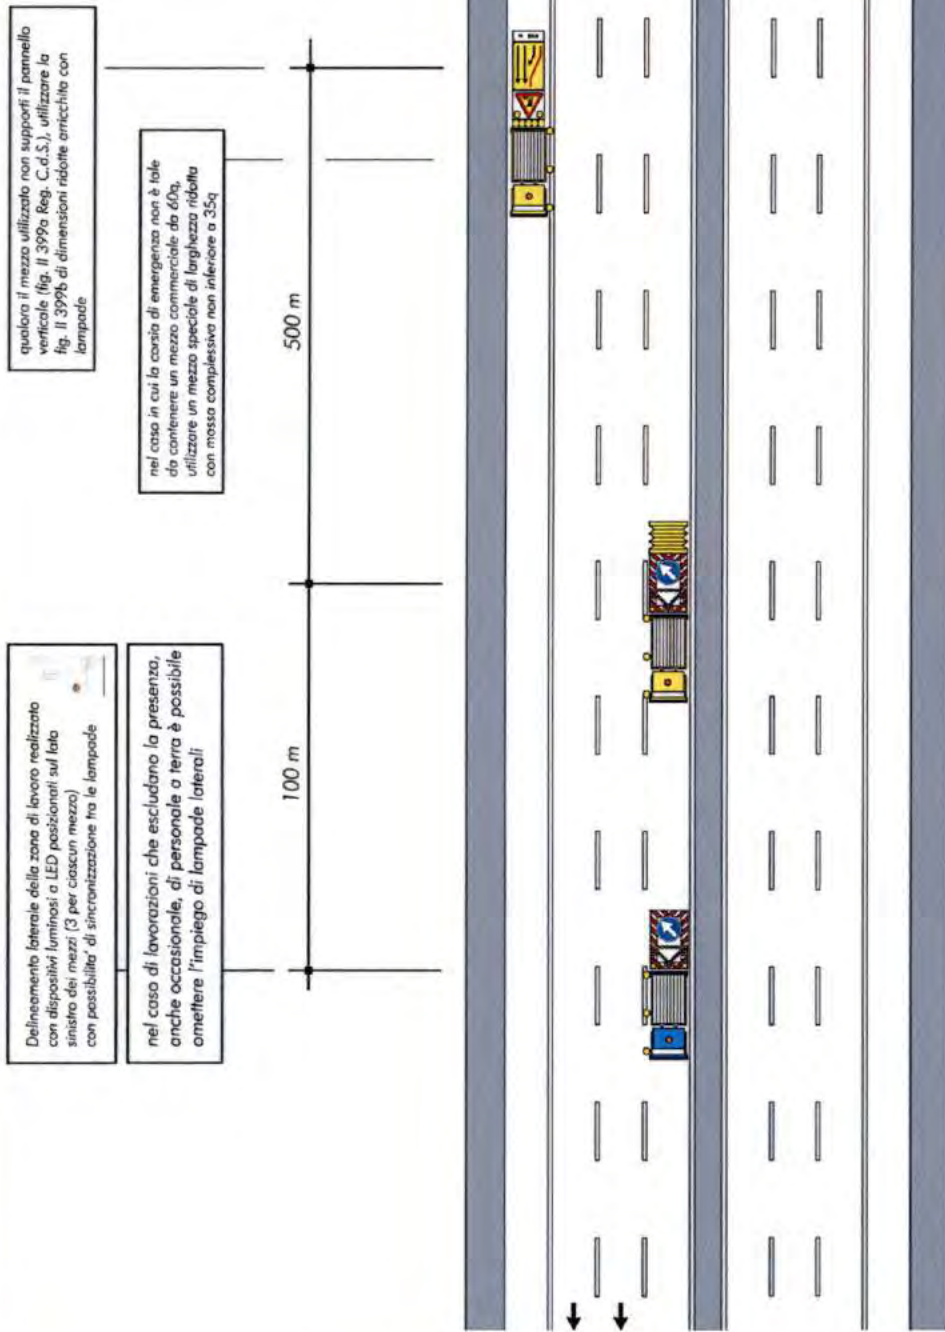 Delineamento laterale della zona di lavoro realizzato
con dispositivi luminosi a LED posizionati sul lato
sinistro dei mezzi (3 per ciascun mezzo)
con possibilita' di sincronizzazione tra le lampade
nel caso di lavorazioni che escludano la presenza,
anche occasionale, di personale a terra è possibile
omettere l'impiego di lampade laterali
100 m
qualora il mezzo utilizzato non supporti il pannello
verticale (fig. II 399a Reg. C.d.S.), utilizzare la
fig. II 399b di dimensioni ridotte arricchita con
lampade
nel caso in cui la corsia di emergenza non è tale
da contenere un mezzo commerciale da 60q,
utilizzare un mezzo speciale di larghezza ridotta
con massa complessiva non inferiore a 35q
500 m